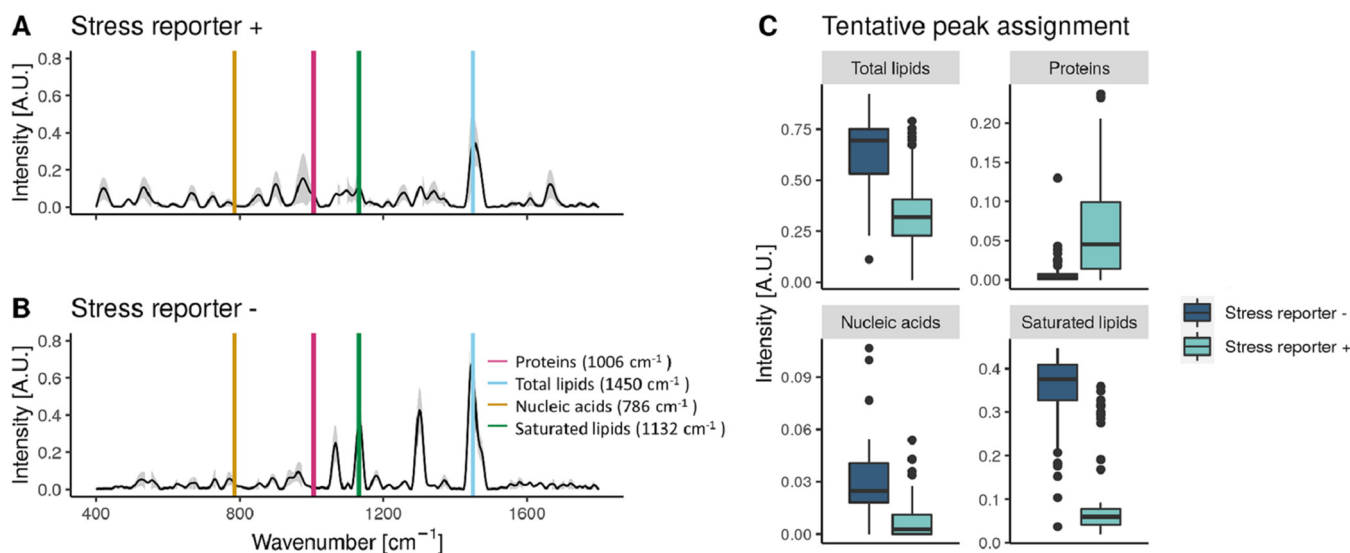 A Stress reporter +
Intensity [A.U.]
0.8
0.6
0.4
0.2
0.0
B Stress reporter -
Intensity [A.U.]
0.8
0.6
0.4
0.2
0.0
Proteins (1006 cm⁻¹)
Total lipids (1450 cm⁻¹)
Nucleic acids (786 cm⁻¹)
Saturated lipids (1132 cm⁻¹)
400 800 1200 1600
Wavenumber [cm⁻¹]
C Tentative peak assignment
Intensity [A.U.]
Total lipids
0.75
0.50
0.25
0.00
Proteins
0.20
0.15
0.10
0.05
0.00
Nucleic acids
0.09
0.06
0.03
0.00
Saturated lipids
0.4
0.3
0.2
0.1
0.0
Stress reporter -
Stress reporter +